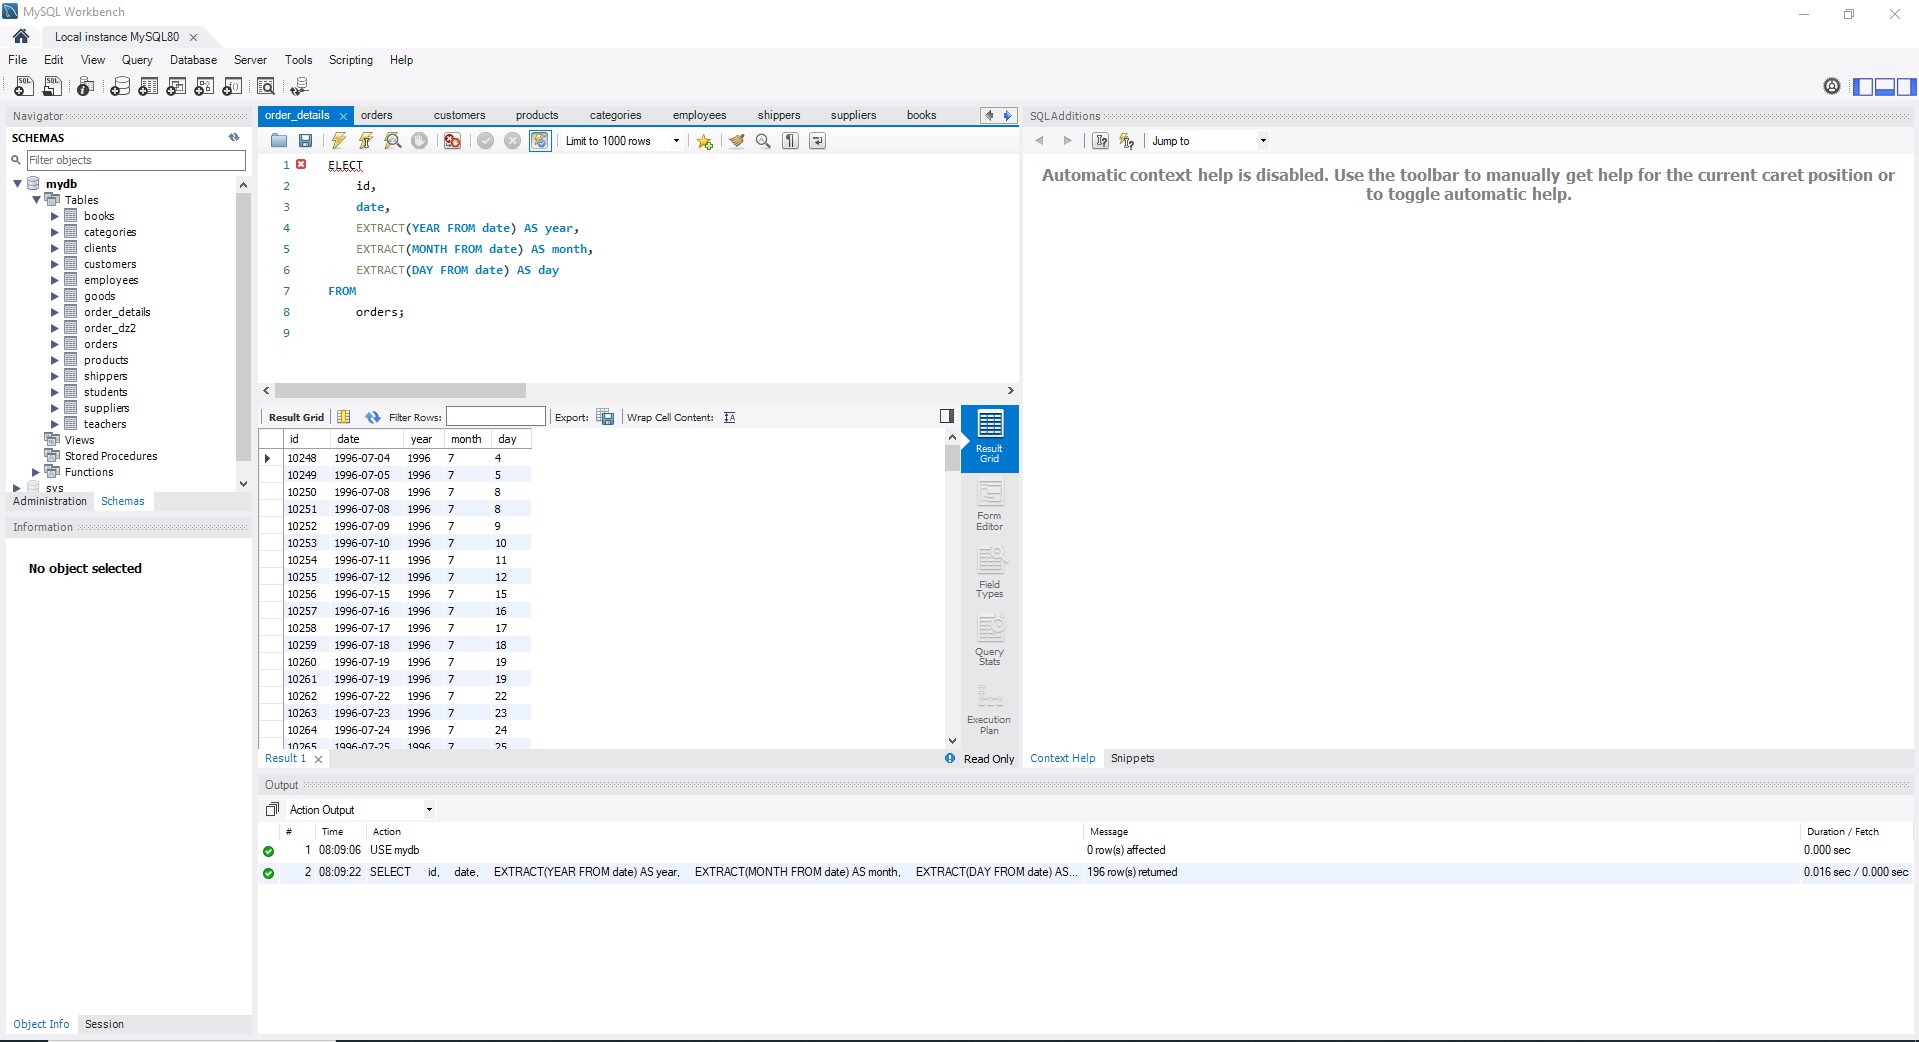 MySQL Workbench
Local instance MySQL80
File Edit View Query Database Server Tools Scripting Help
Navigator
SCHEMAS
Filter objects
mydb
Tables
books
categories
clients
customers
employees
goods
order_details
order_dz2
orders
products
shippers
students
suppliers
teachers
Views
Stored Procedures
Functions
sys
Administration Schemas
Information
No object selected
Object Info Session
order_details orders customers products categories employees shippers suppliers books
Limit to 1000 rows
1 ELECT
2 id,
3 date,
4 EXTRACT(YEAR FROM date) AS year,
5 EXTRACT(MONTH FROM date) AS month,
6 EXTRACT(DAY FROM date) AS day
7 FROM
8 orders;
9
Result Grid Filter Rows: Export: Wrap Cell Content:
id date year month day
10248 1996-07-04 1996 7 4
10249 1996-07-05 1996 7 5
10250 1996-07-08 1996 7 8
10251 1996-07-08 1996 7 8
10252 1996-07-09 1996 7 9
10253 1996-07-10 1996 7 10
10254 1996-07-11 1996 7 11
10255 1996-07-12 1996 7 12
10256 1996-07-15 1996 7 15
10257 1996-07-16 1996 7 16
10258 1996-07-17 1996 7 17
10259 1996-07-18 1996 7 18
10260 1996-07-19 1996 7 19
10261 1996-07-19 1996 7 19
10262 1996-07-22 1996 7 22
10263 1996-07-23 1996 7 23
10264 1996-07-24 1996 7 24
10265 1996-07-25 1996 7 25
Result
Grid
Form
Editor
Field
Types
Query
Stats
Execution
Plan
Result 1
Read Only
SQLAdditions
Jump to
Automatic context help is disabled. Use the toolbar to manually get help for the current caret position or
to toggle automatic help.
Context Help Snippets
Output
Action Output
# Time Action Message Duration / Fetch
1 08:09:06 USE mydb 0 row(s) affected 0.000 sec
2 08:09:22 SELECT id, date, EXTRACT(YEAR FROM date) AS year, EXTRACT(MONTH FROM date) AS month, EXTRACT(DAY FROM date) AS... 196 row(s) returned 0.016 sec / 0.000 sec